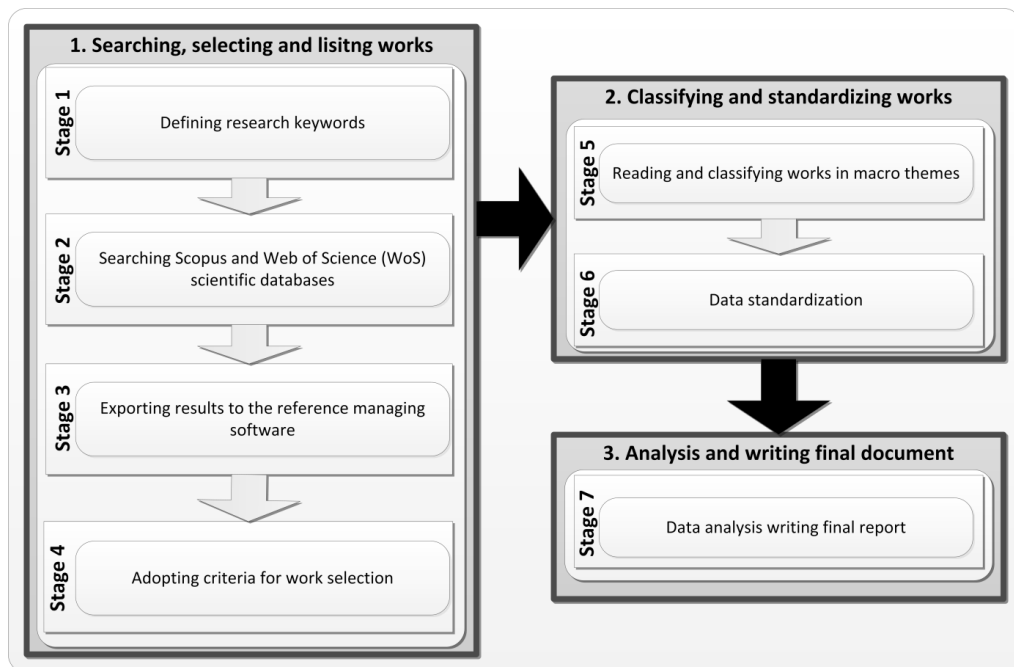 1. Searching, selecting and lisitng works
Stage 1
Defining research keywords
Stage 2
Searching Scopus and Web of Science (WoS)
scientific databases
Stage 3
Exporting results to the reference managing
software
Stage 4
Adopting criteria for work selection
2. Classifying and standardizing works
Stage 5
Reading and classifying works in macro themes
Stage 6
Data standardization
3. Analysis and writing final document
Stage 7
Data analysis writing final report